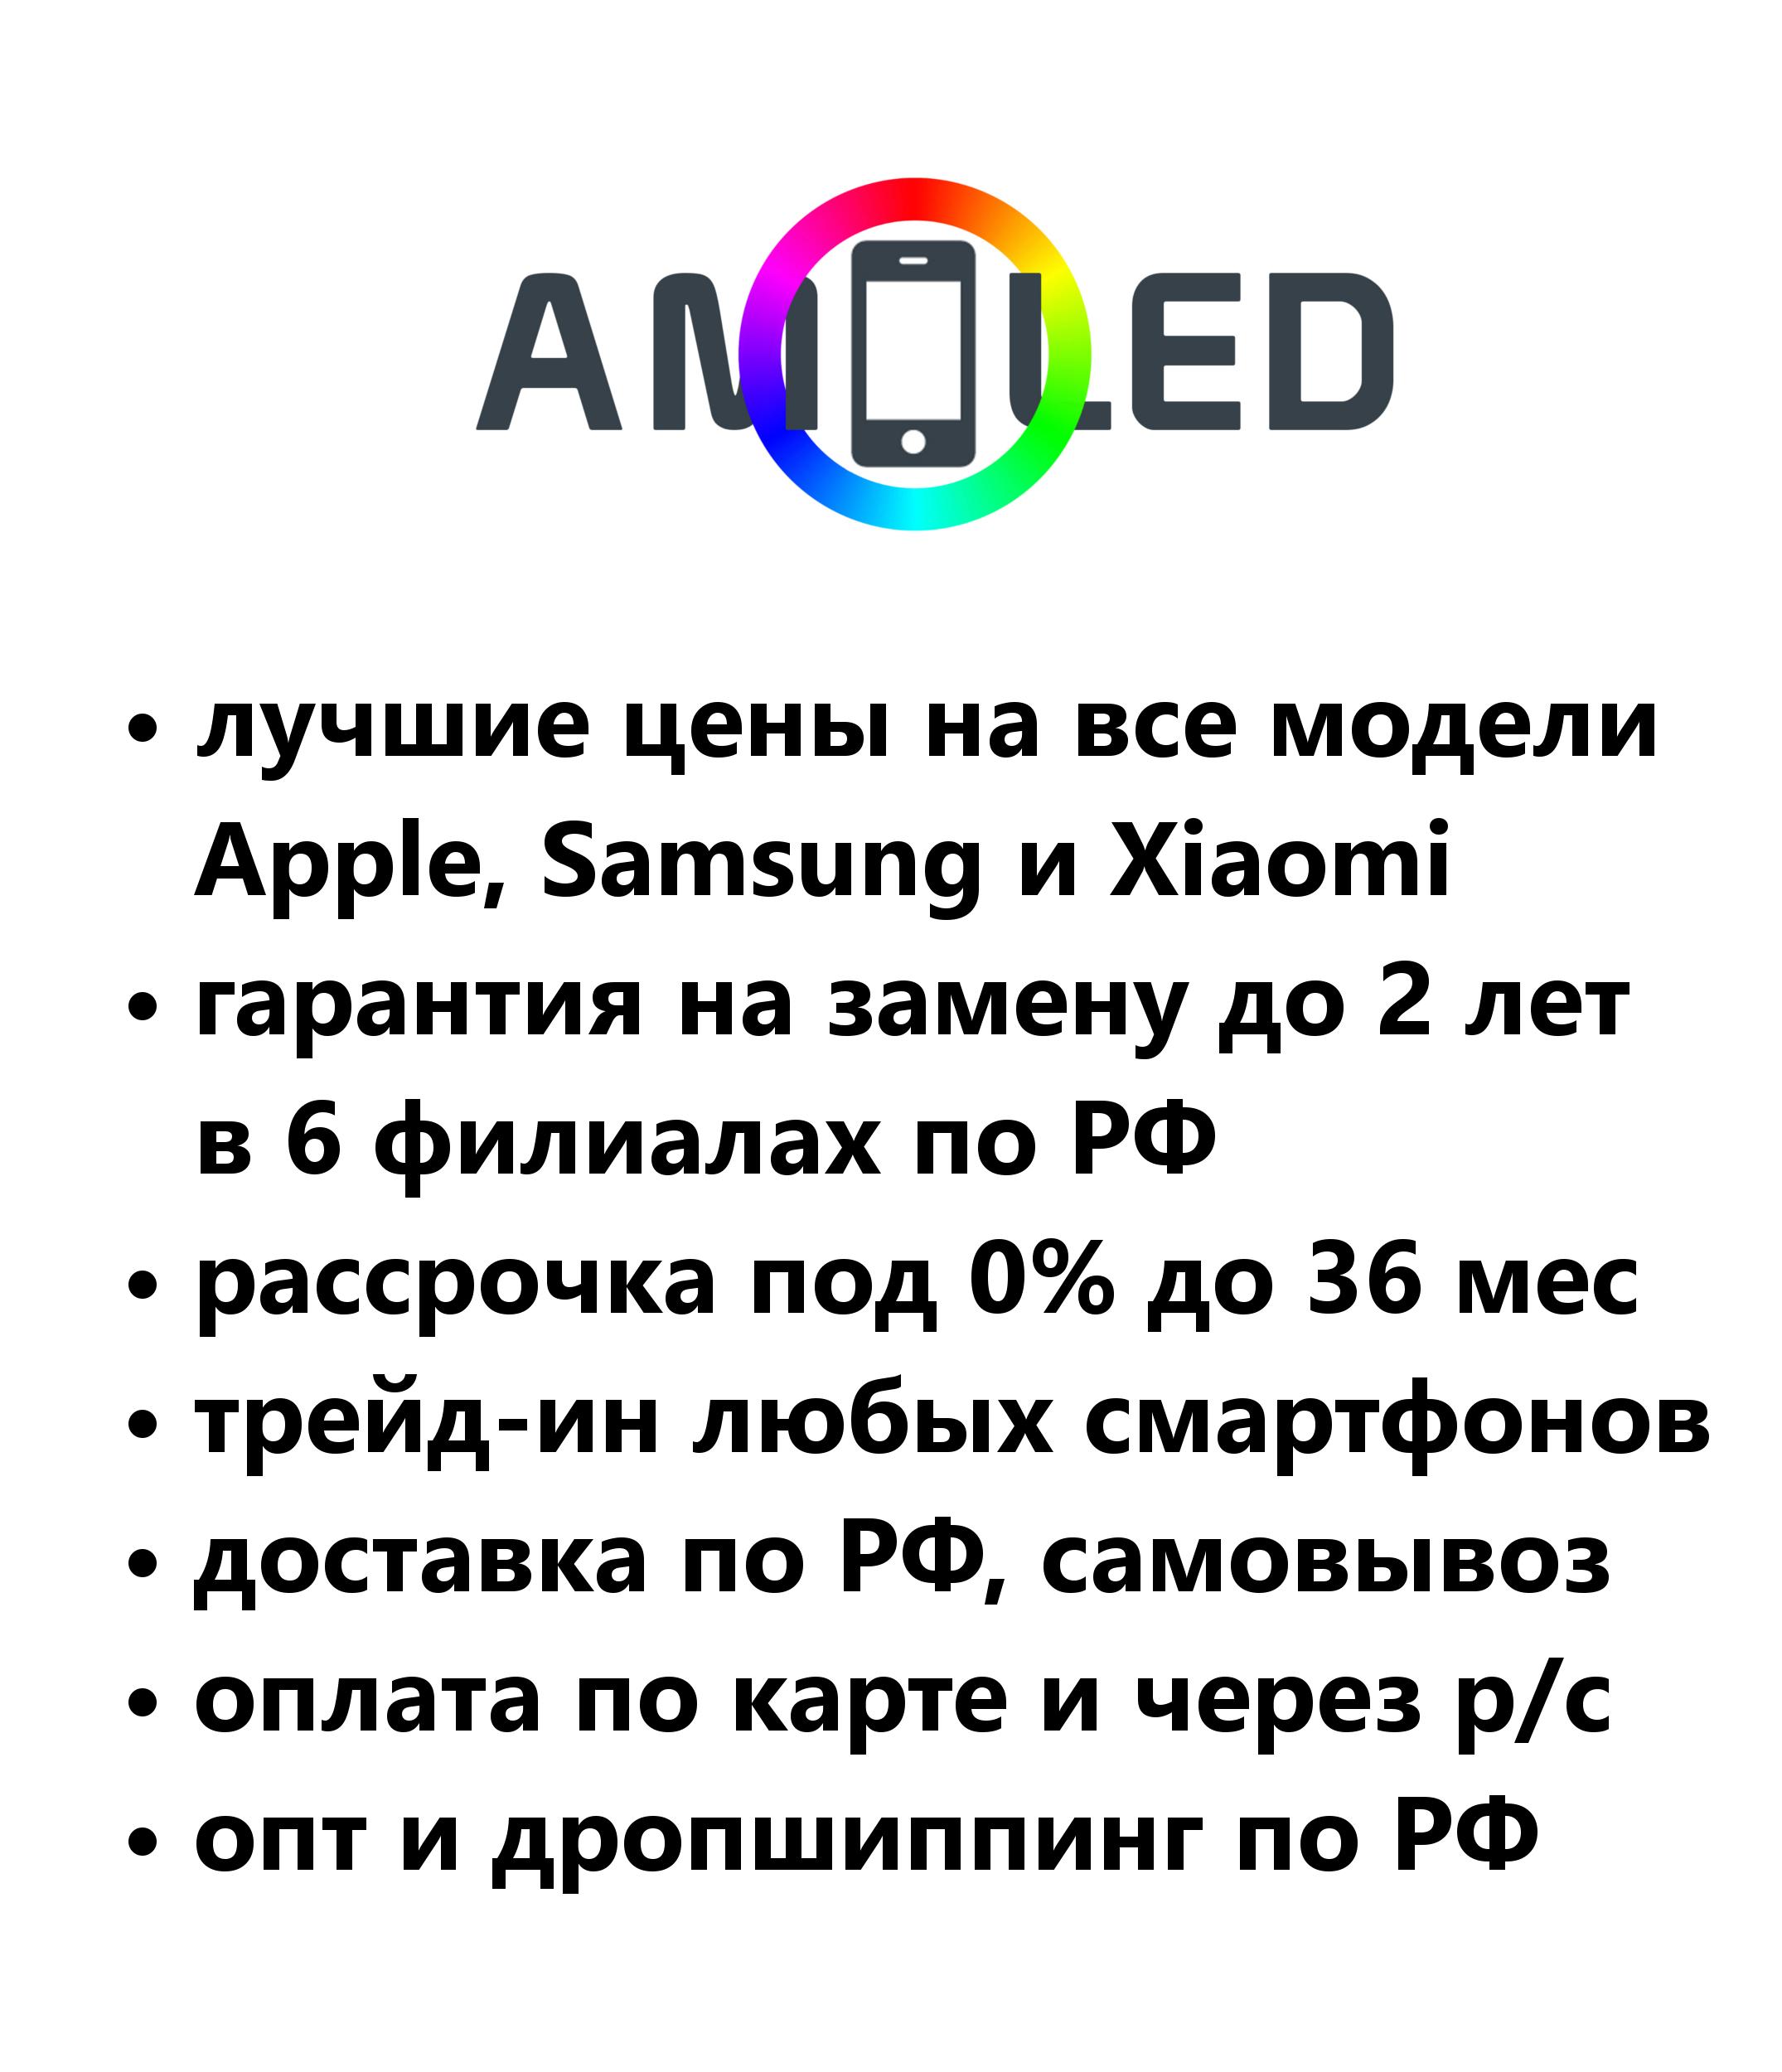 AMOLED
• лучшие цены на все модели
Apple, Samsung и Xiaomi
• гарантия на замену до 2 лет
в 6 филиалах по РФ
• рассрочка под 0% до 36 мес
• трейд-ин любых смартфонов
• доставка по РФ, самовывоз
• оплата по карте и через р/с
• опт и дропшиппинг по РФ